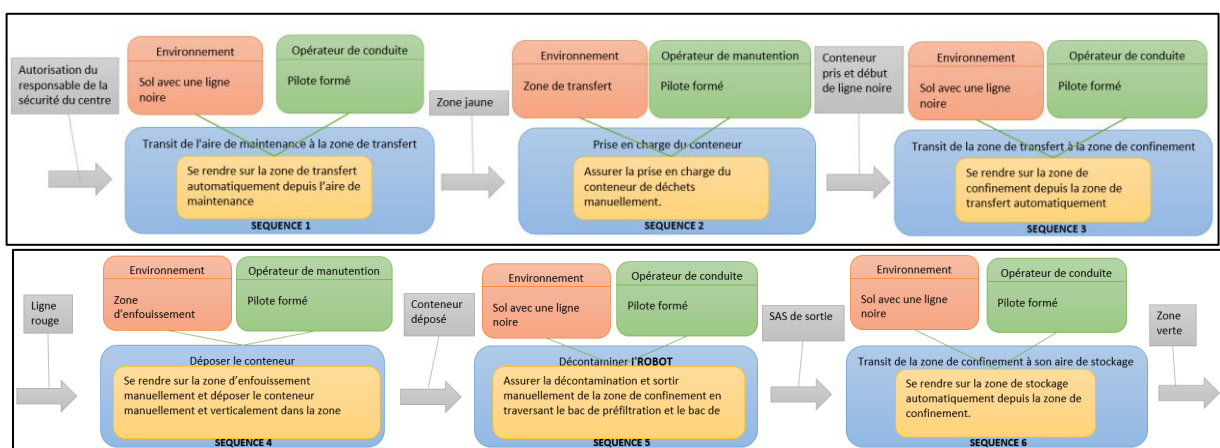 Autorisation du
responsable de la
sécurité du centre
Environnement
Sol avec une ligne
noire
Opérateur de conduite
Pilote formé
Transit de l'aire de maintenance à la zone de transfert
Se rendre sur la zone de transfert
automatiquement depuis l'aire de
maintenance
SEQUENCE 1
Zone jaune
Environnement
Zone de transfert
Opérateur de manutention
Pilote formé
Prise en charge du conteneur
Assurer la prise en charge du
conteneur de déchets
manuellement.
SEQUENCE 2
Conteneur
pris et début
de ligne noire
Environnement
Sol avec une ligne
noire
Opérateur de conduite
Pilote formé
Transit de la zone de transfert à la zone de confinement
Se rendre sur la zone de
confinement depuis la zone de
transfert automatiquement
SEQUENCE 3
Ligne
rouge
Environnement
Zone
d'enfouissement
Opérateur de manutention
Pilote formé
Déposer le conteneur
Se rendre sur la zone d'enfouissement
manuellement et déposer le conteneur
manuellement et verticalement dans la zone
SEQUENCE 4
Conteneur
déposé
Environnement
Sol avec une ligne
noire
Opérateur de conduite
Pilote formé
Décontaminer l'ROBOT
Assurer la décontamination et sortir
manuellement de la zone de confinement en
traversant le bac de préfiltration et le bac de
SEQUENCE 5
SAS de sortie
Environnement
Sol avec une ligne
noire
Opérateur de conduite
Pilote formé
Transit de la zone de confinement à son aire de stockage
Se rendre sur la zone de stockage
automatiquement depuis la zone de
confinement.
SEQUENCE 6
Zone
verte